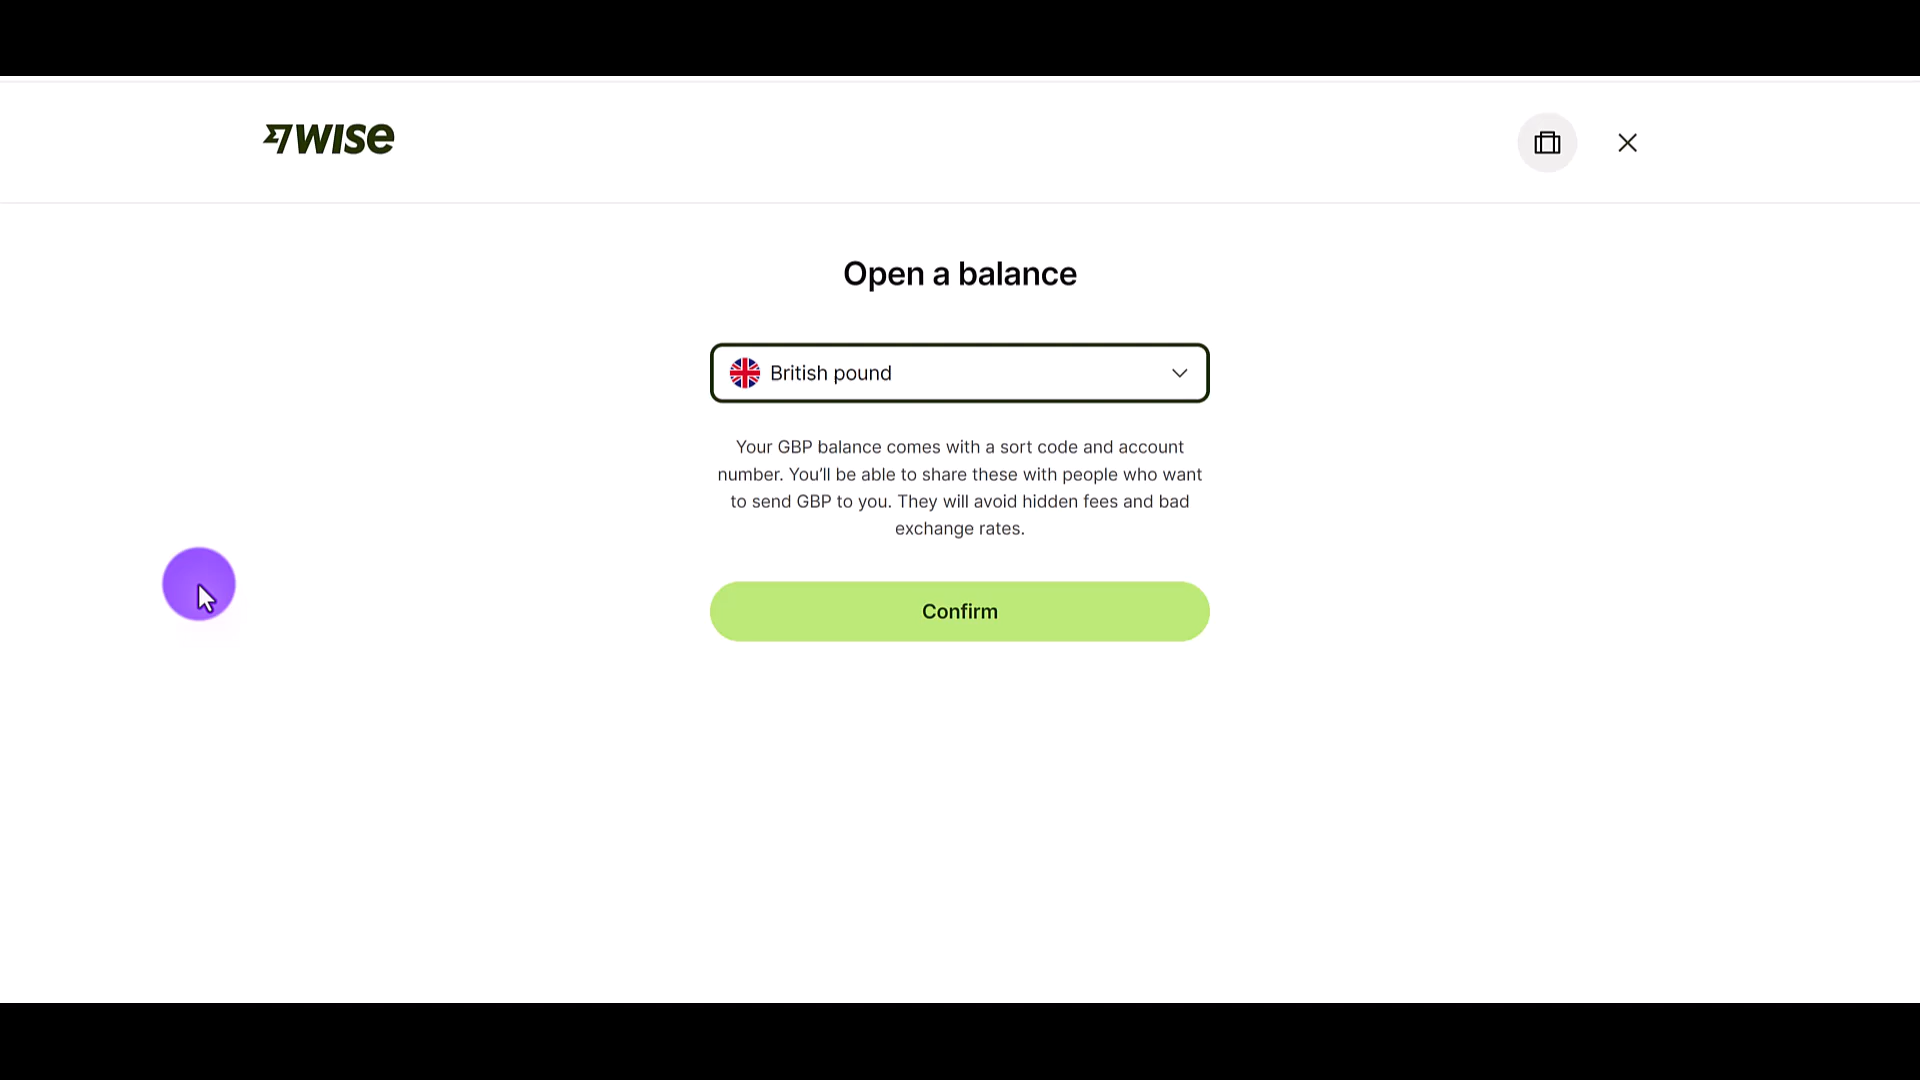 WISE
Open a balance
British pound
Your GBP balance comes with a sort code and account
number. You’ll be able to share these with people who want
to send GBP to you. They will avoid hidden fees and bad
exchange rates.
Confirm